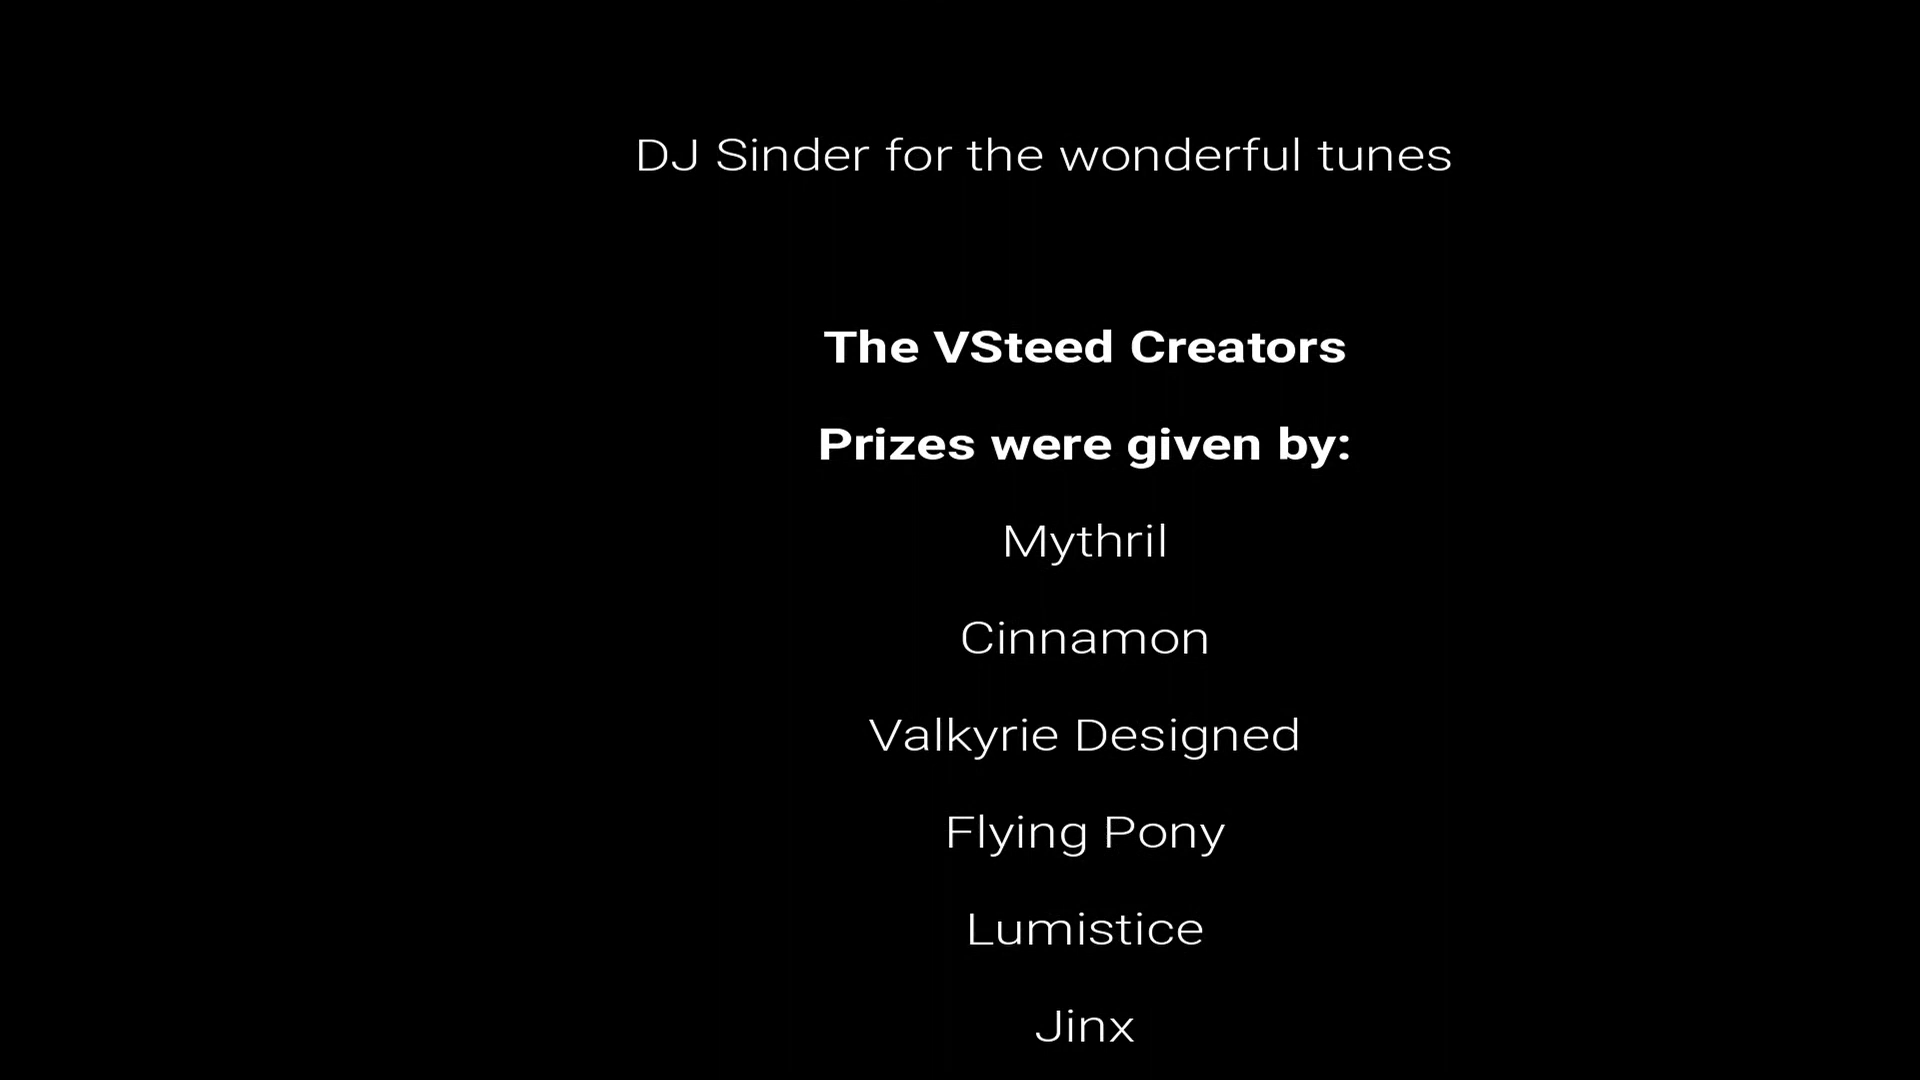 DJ Sinder for the wonderful tunes
The VSteed Creators
Prizes were given by:
Mythril
Cinnamon
Valkyrie Designed
Flying Pony
Lumistice
Jinx